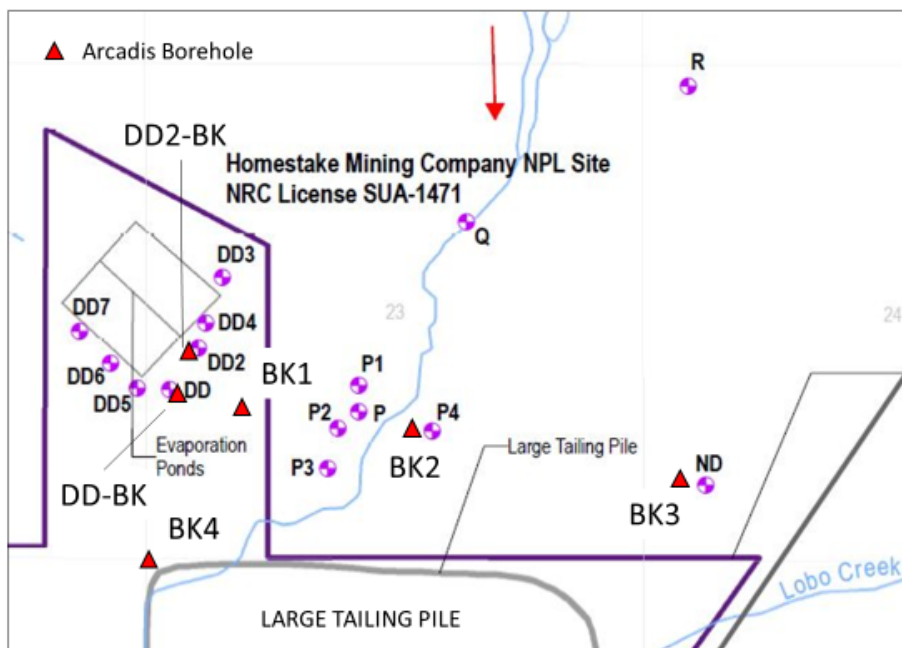 Arcadis Borehole
R
DD2-BK
Homestake Mining Company NPL Site
NRC License SUA-1471
Q
DD3
23
24
DD7
DD4
DD2
DD6
BK1
P1
DD5
DD
P2
P
P4
Evaporation
Ponds
BK2
Large Tailing Pile
P3
ND
DD-BK
BK3
BK4
Lobo Creek
LARGE TAILING PILE